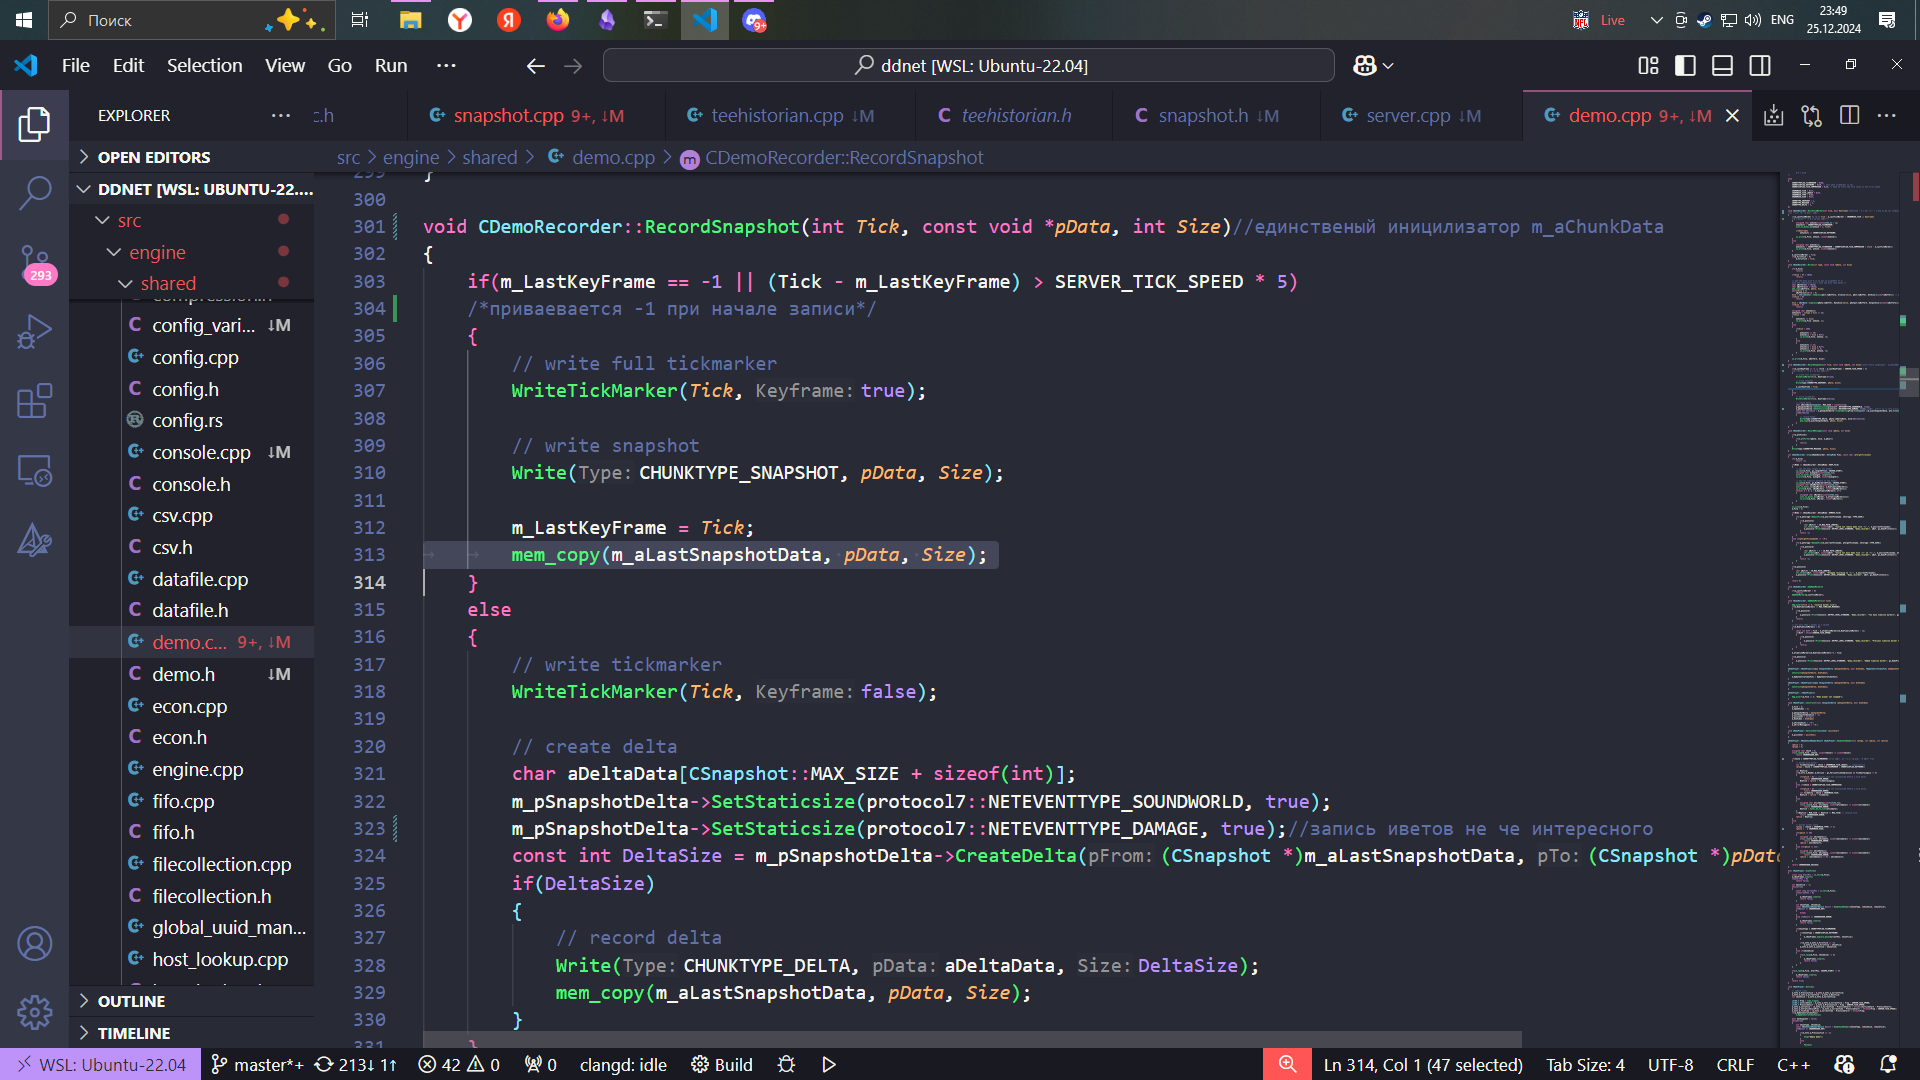 Поиск
Live
ENG
23:49
25.12.2024
File Edit Selection View Go Run ···
ddnet [WSL: Ubuntu-22.04]
EXPLORER ···
c.h
snapshot.cpp 9+, ↓M
teehistorian.cpp ↓M
teehistorian.h
snapshot.h ↓M
server.cpp ↓M
demo.cpp 9+, ↓M
OPEN EDITORS
src > engine > shared > demo.cpp > CDemoRecorder::RecordSnapshot
DDNET [WSL: UBUNTU-22....
src
engine
shared
compression.h
config_vari... ↓M
config.cpp
config.h
config.rs
console.cpp ↓M
console.h
csv.cpp
csv.h
datafile.cpp
datafile.h
demo.c... 9+, ↓M
demo.h ↓M
econ.cpp
econ.h
engine.cpp
fifo.cpp
fifo.h
filecollection.cpp
filecollection.h
global_uuid_man...
host_lookup.cpp
OUTLINE
TIMELINE
293
299 }
300
301 void CDemoRecorder::RecordSnapshot(int Tick, const void *pData, int Size)//единственый иницилизатор m_aChunkData
302 {
303 if(m_LastKeyFrame == -1 || (Tick - m_LastKeyFrame) > SERVER_TICK_SPEED * 5)
304 /*приваевается -1 при начале записи*/
305 {
306 // write full tickmarker
307 WriteTickMarker(Tick, Keyframe: true);
308
309 // write snapshot
310 Write(Type: CHUNKTYPE_SNAPSHOT, pData, Size);
311
312 m_LastKeyFrame = Tick;
313 mem_copy(m_aLastSnapshotData, pData, Size);
314 }
315 else
316 {
317 // write tickmarker
318 WriteTickMarker(Tick, Keyframe: false);
319
320 // create delta
321 char aDeltaData[CSnapshot::MAX_SIZE + sizeof(int)];
322 m_pSnapshotDelta->SetStaticsize(protocol7::NETEVENTTYPE_SOUNDWORLD, true);
323 m_pSnapshotDelta->SetStaticsize(protocol7::NETEVENTTYPE_DAMAGE, true);//запись иветов не че интересного
324 const int DeltaSize = m_pSnapshotDelta->CreateDelta(pFrom: (CSnapshot *)m_aLastSnapshotData, pTo: (CSnapshot *)pData
325 if(DeltaSize)
326 {
327 // record delta
328 Write(Type: CHUNKTYPE_DELTA, pData: aDeltaData, Size: DeltaSize);
329 mem_copy(m_aLastSnapshotData, pData, Size);
330 }
331 }
WSL: Ubuntu-22.04 master*+ 213↓ 1↑ 42 0 0 clangd: idle Build Ln 314, Col 1 (47 selected) Tab Size: 4 UTF-8 CRLF C++